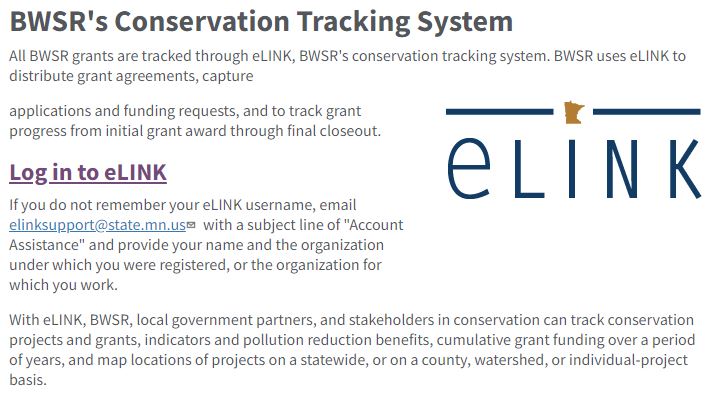 BWSR's Conservation Tracking System
All BWSR grants are tracked through eLINK, BWSR's conservation tracking system. BWSR uses eLINK to
distribute grant agreements, capture
applications and funding requests, and to track grant
progress from initial grant award through final closeout.
eLINK
Log in to eLINK
If you do not remember your eLINK username, email
elinksupport@state.mn.us with a subject line of "Account
Assistance" and provide your name and the organization
under which you were registered, or the organization for
which you work.
With eLINK, BWSR, local government partners, and stakeholders in conservation can track conservation
projects and grants, indicators and pollution reduction benefits, cumulative grant funding over a period
of years, and map locations of projects on a statewide, or on a county, watershed, or individual-project
basis.